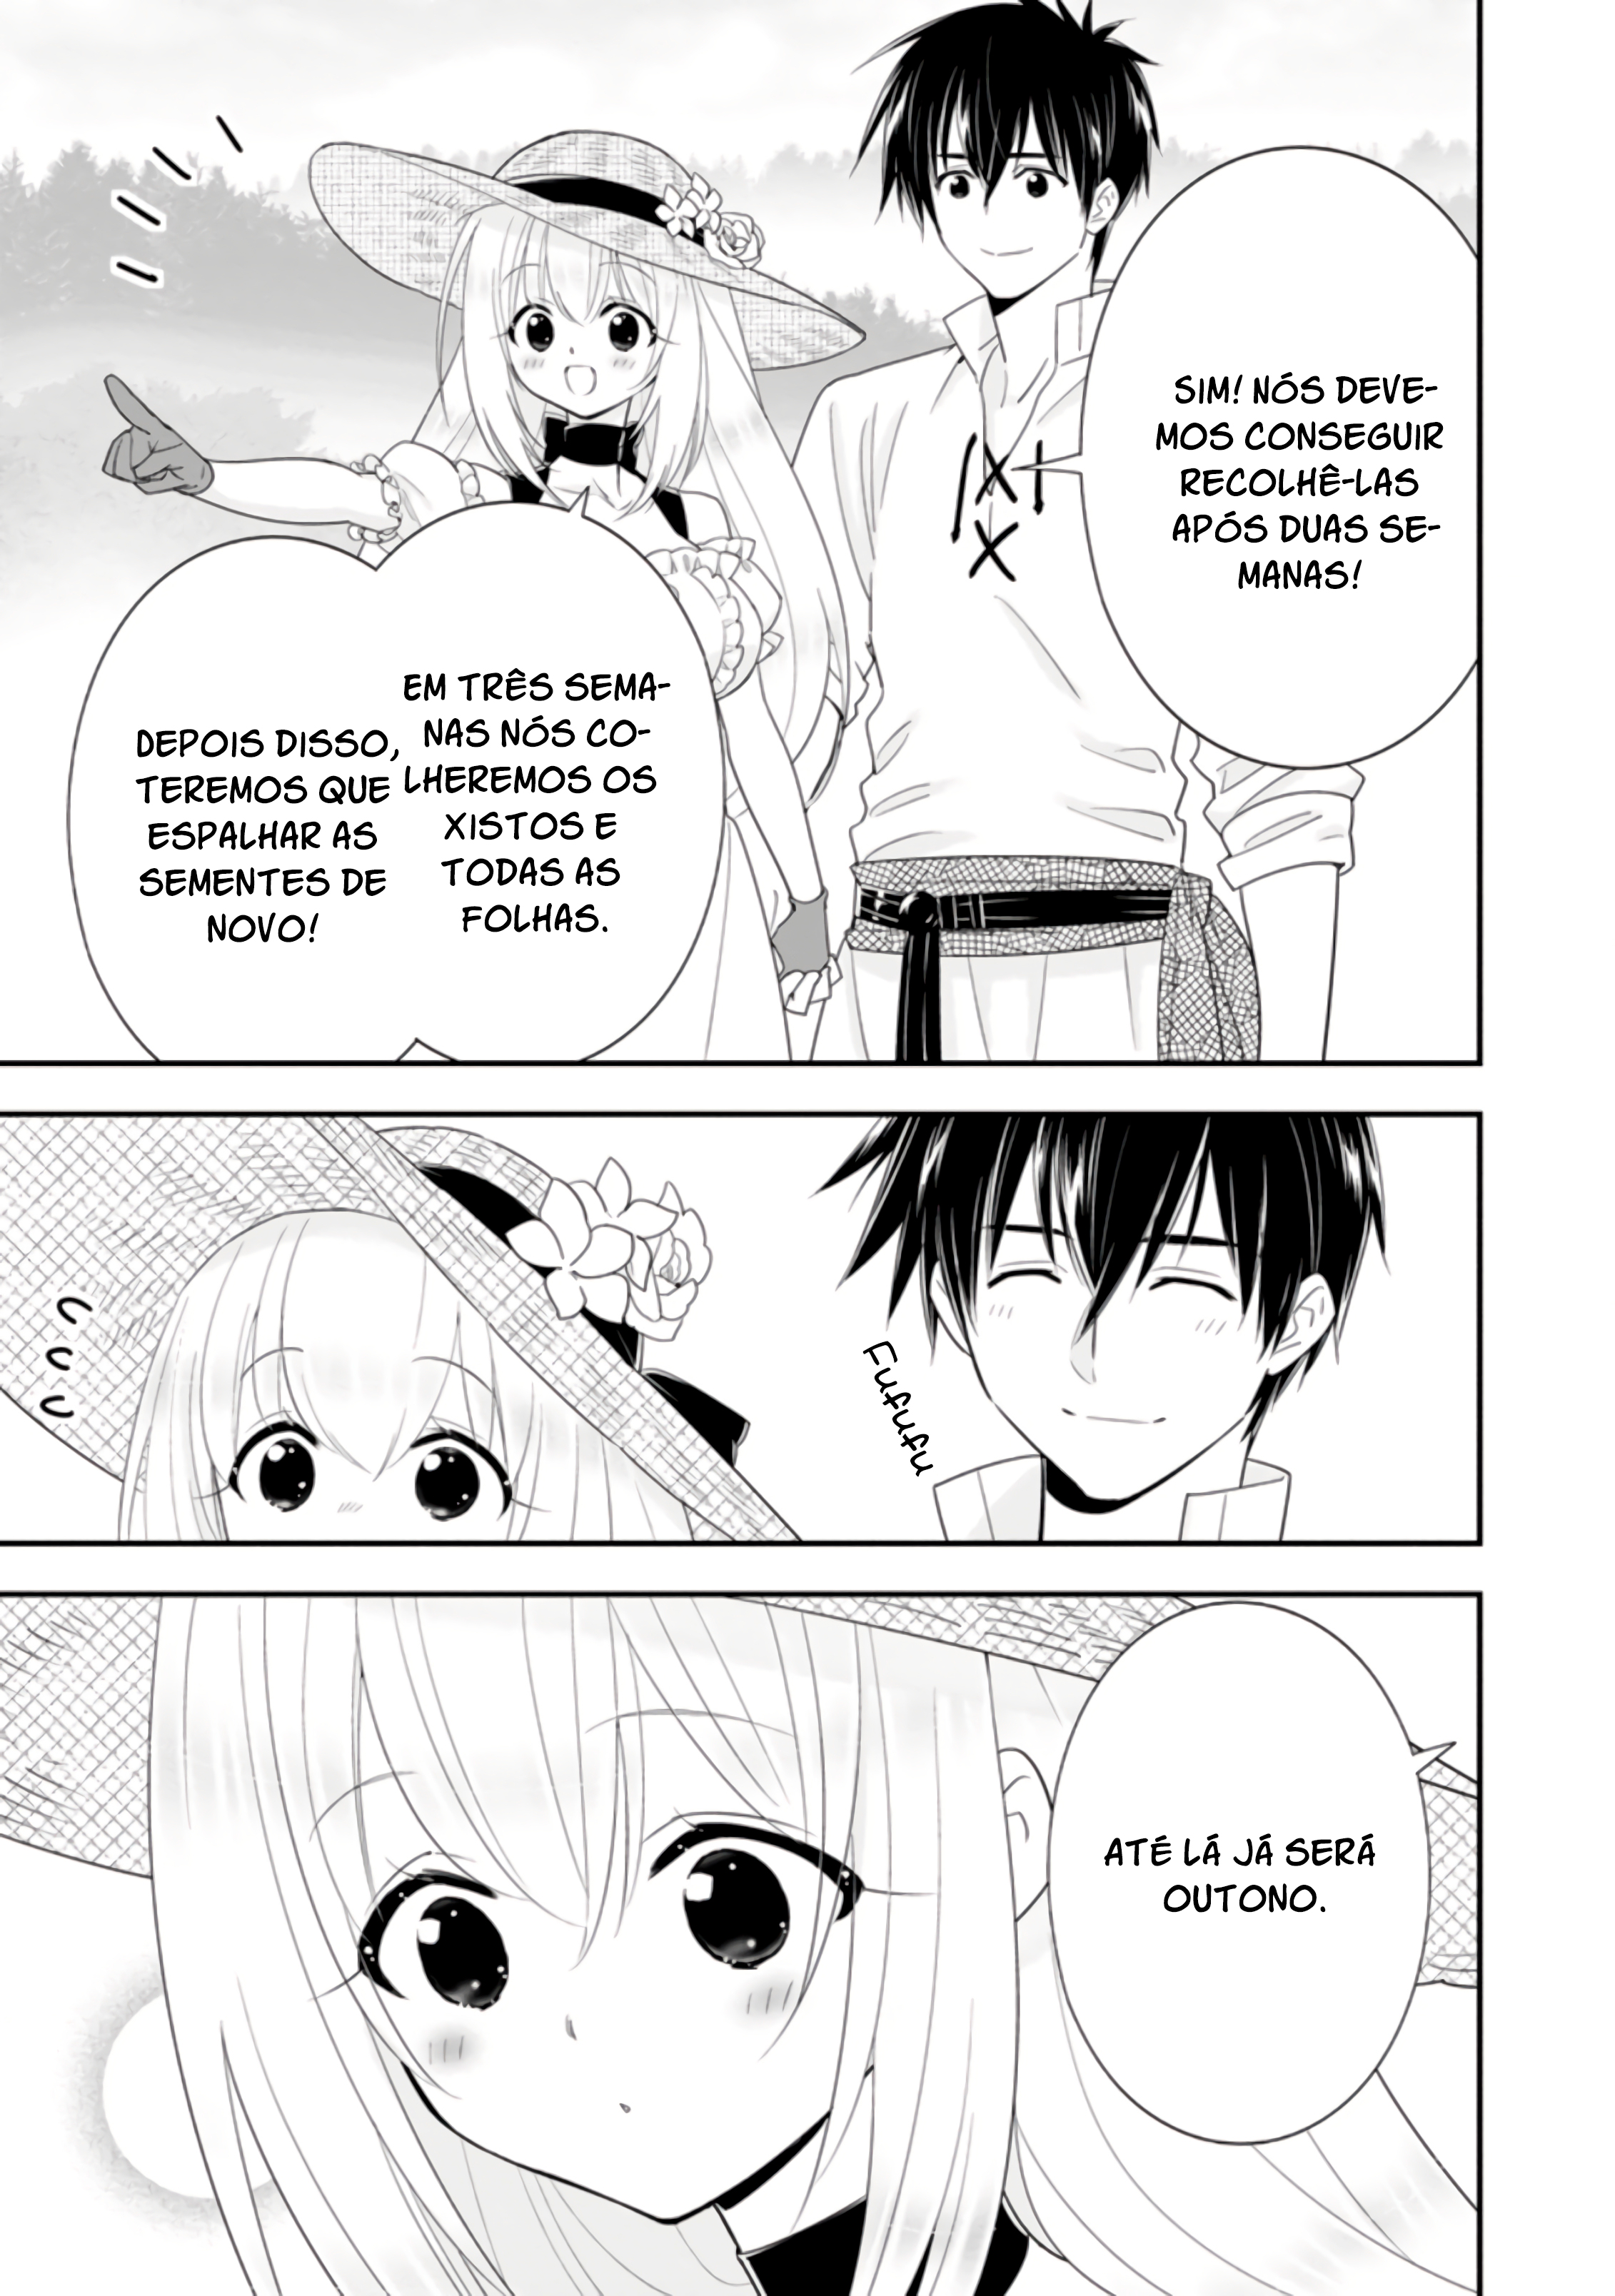 SIM! NÓS DEVE-
MOS CONSEGUIR
RECOLHÊ-LAS
APÓS DUAS SE-
MANAS!
EM TRÊS SEMA-
NAS NÓS CO-
LHEREMOS OS
XISTOS E
TODAS AS
FOLHAS.
DEPOIS DISSO,
TEREMOS QUE
ESPALHAR AS
SEMENTES DE
NOVO!
Fufufufu
ATÉ LÁ JÁ SERÁ
OUTONO.